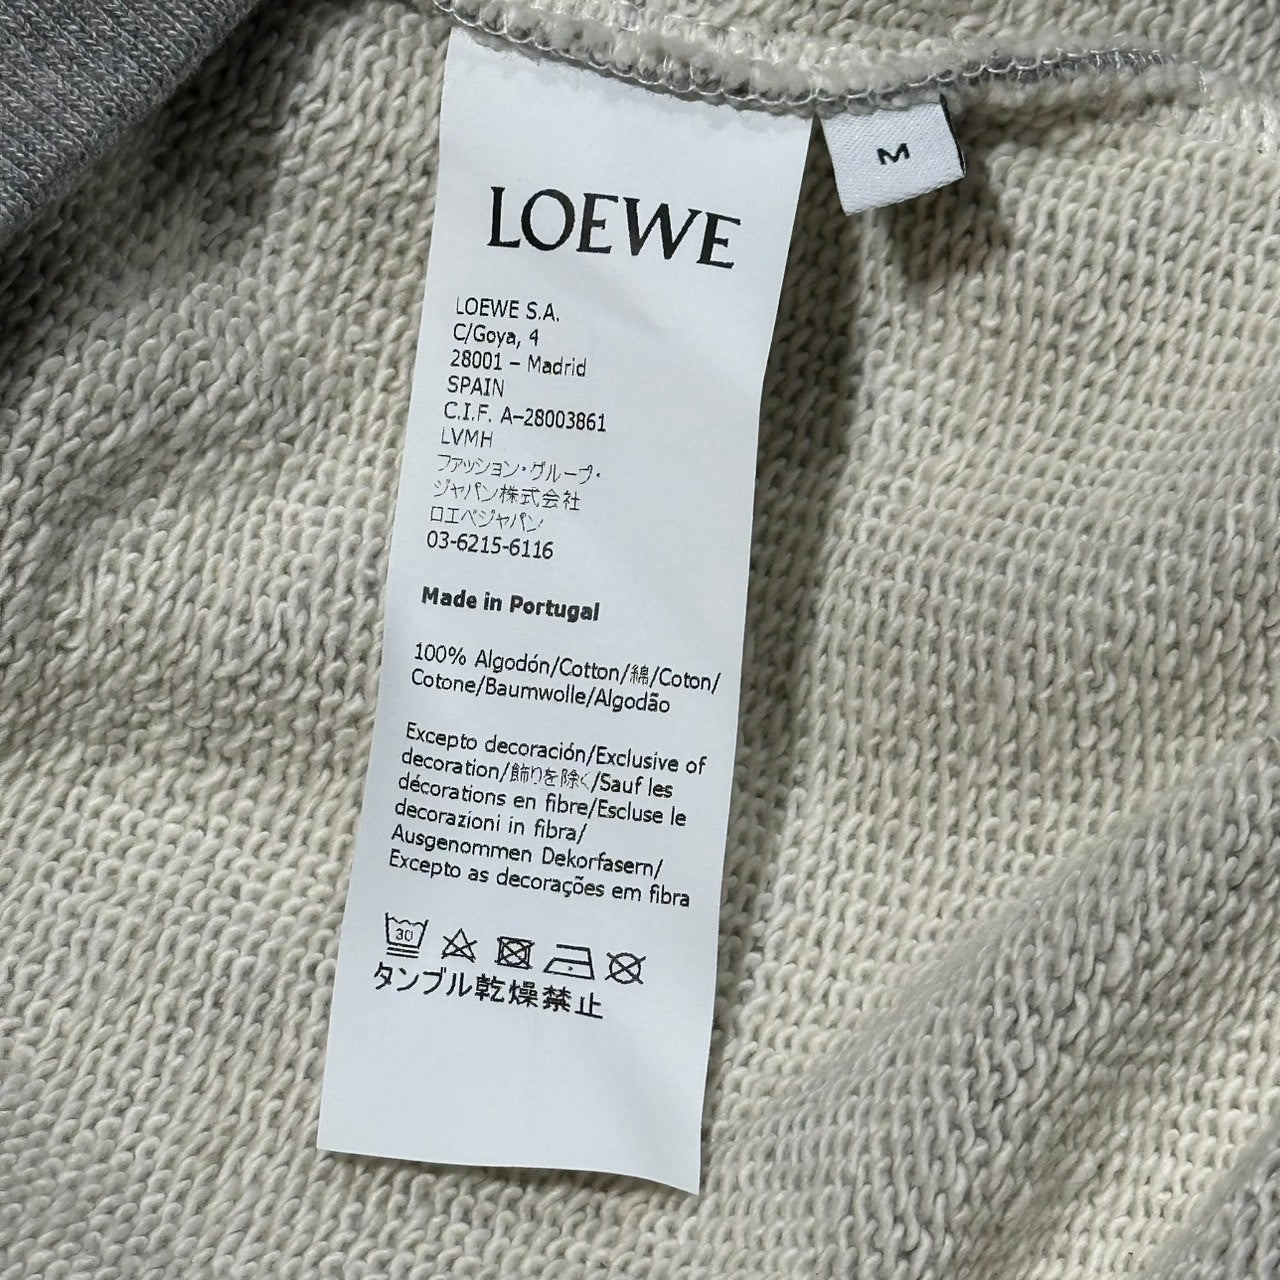 M
LOEWE
LOEWE S.A.
C/Goya, 4
28001 – Madrid
SPAIN
C.I.F. A–28003861
LVMH
ファッション・グループ・
ジャパン株式会社
ロエベジャパン
03-6215-6116
Made in Portugal
100% Algodón/Cotton/綿/Coton/
Cotone/Baumwolle/Algodão
Excepto decoración/Exclusive of
decoration/飾りを除く/Sauf les
décorations en fibre/Escluse le
decorazioni in fibra/
Ausgenommen Dekorfasern/
Excepto as decorações em fibra
30
タンブル乾燥禁止